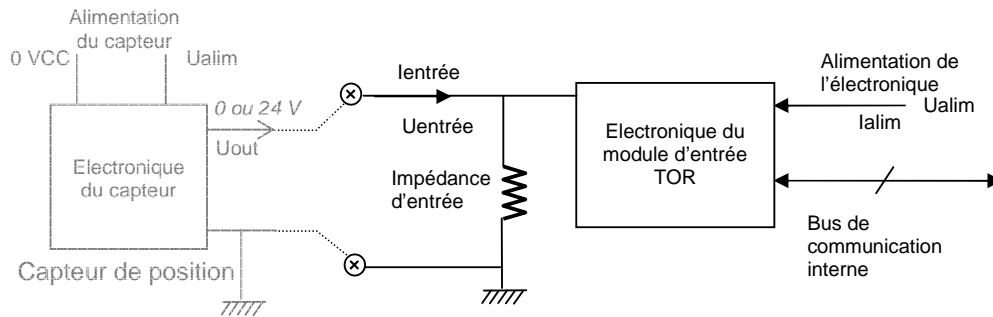 Alimentation
du capteur
0 VCC
Ualim
0 ou 24 V
Uout
Electronique
du capteur
Capteur de position
Ientrée
Uentrée
Impédance
d'entrée
Electronique du
module d'entrée
TOR
Alimentation de
l'électronique
Ualim
Ialim
Bus de
communication
interne